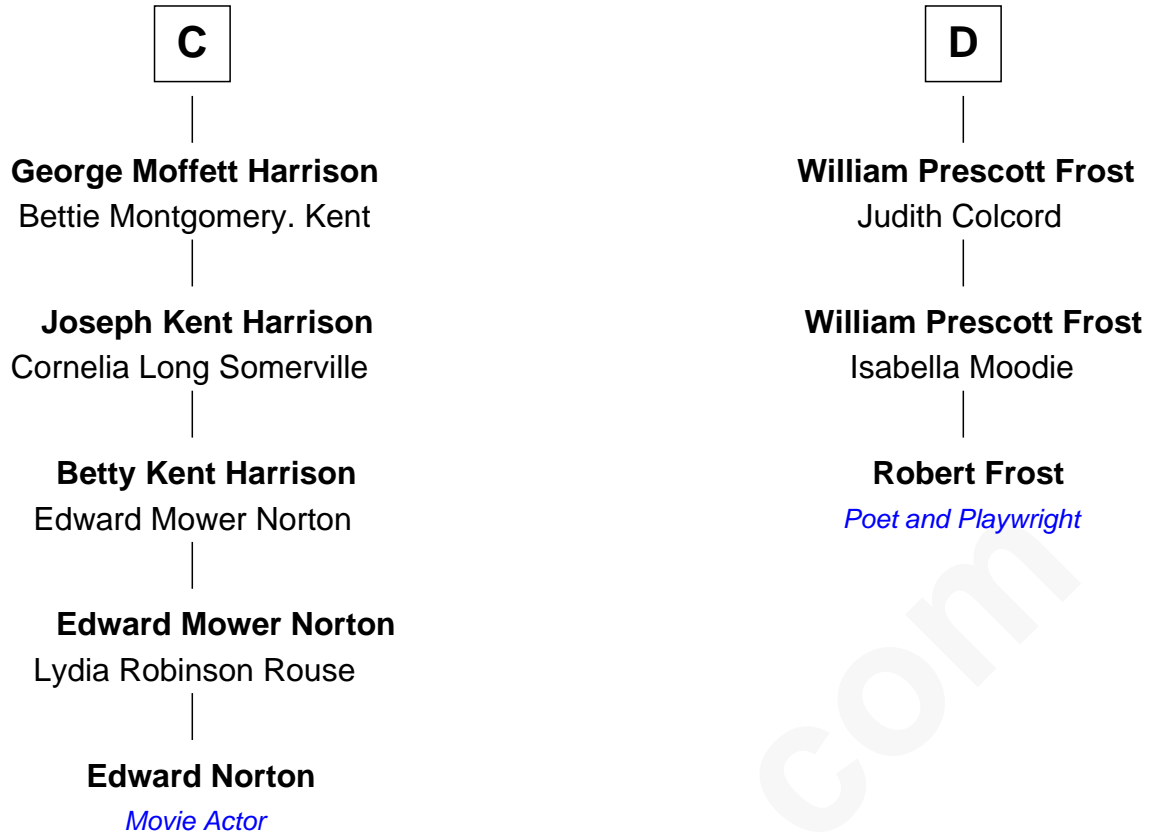 C
George Moffett Harrison
Bettie Montgomery. Kent
Joseph Kent Harrison
Cornelia Long Somerville
Betty Kent Harrison
Edward Mower Norton
Edward Mower Norton
Lydia Robinson Rouse
Edward Norton
Movie Actor
D
William Prescott Frost
Judith Colcord
William Prescott Frost
Isabella Moodie
Robert Frost
Poet and Playwright
com